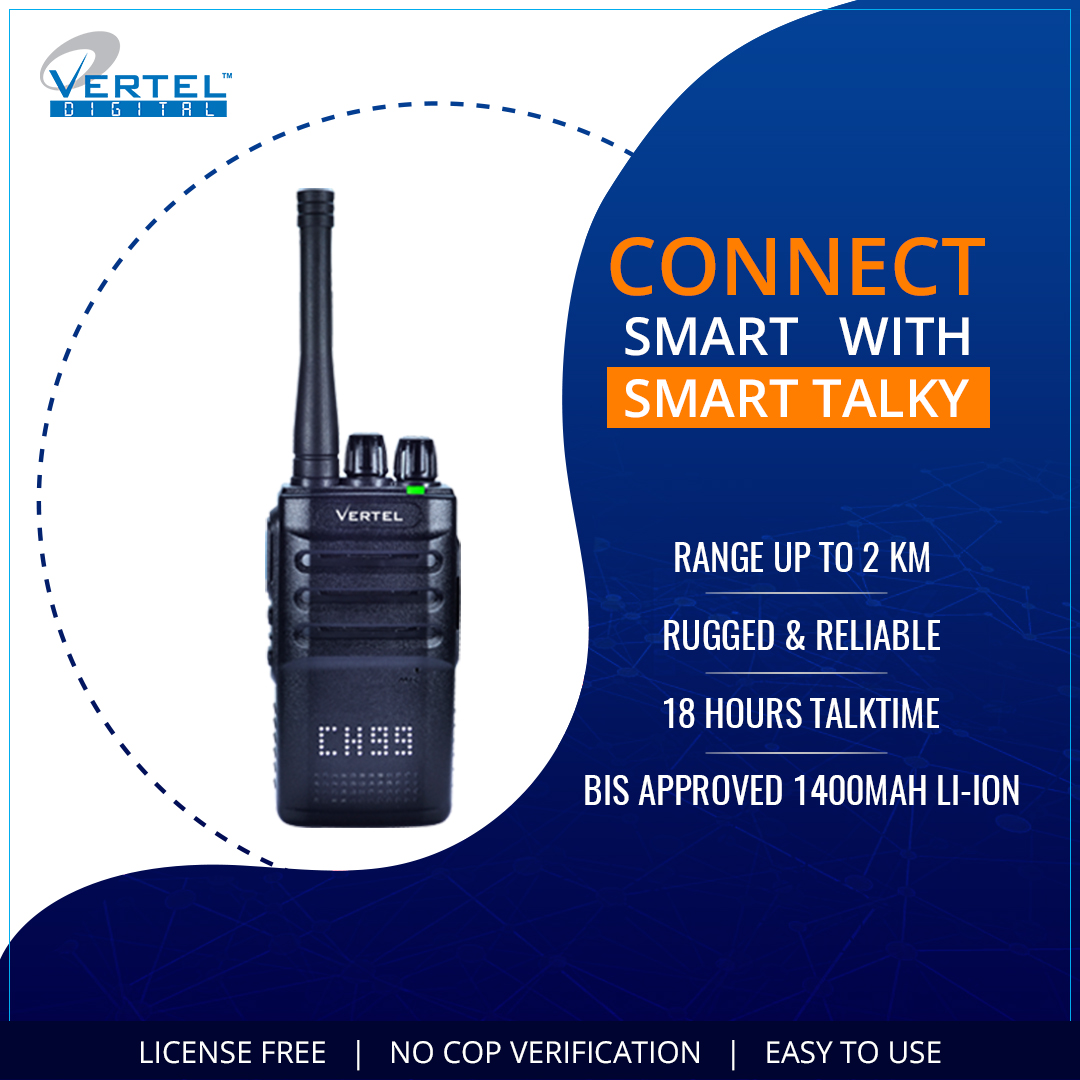 VERTEL™
DIGITAL
CONNECT
SMART WITH
SMART TALKY
VERTEL
CH99
RANGE UP TO 2 KM
RUGGED & RELIABLE
18 HOURS TALKTIME
BIS APPROVED 1400MAH LI-ION
LICENSE FREE | NO COP VERIFICATION | EASY TO USE